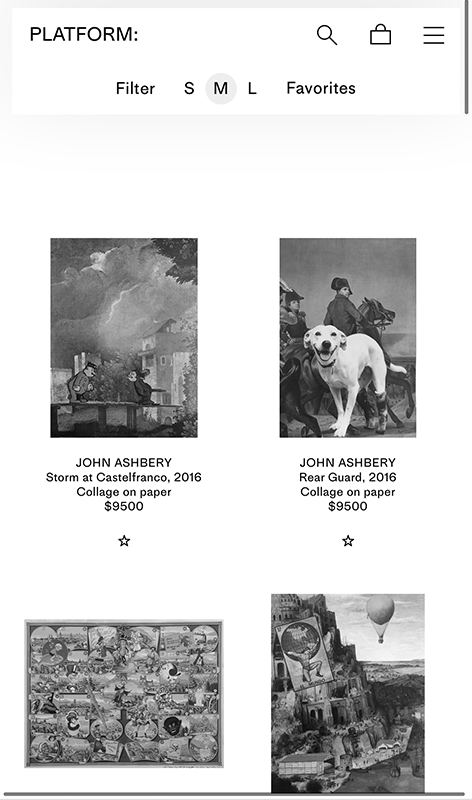 PLATFORM:
Filter S M L Favorites
JOHN ASHBERY
Storm at Castelfranco, 2016
Collage on paper
$9500
JOHN ASHBERY
Rear Guard, 2016
Collage on paper
$9500